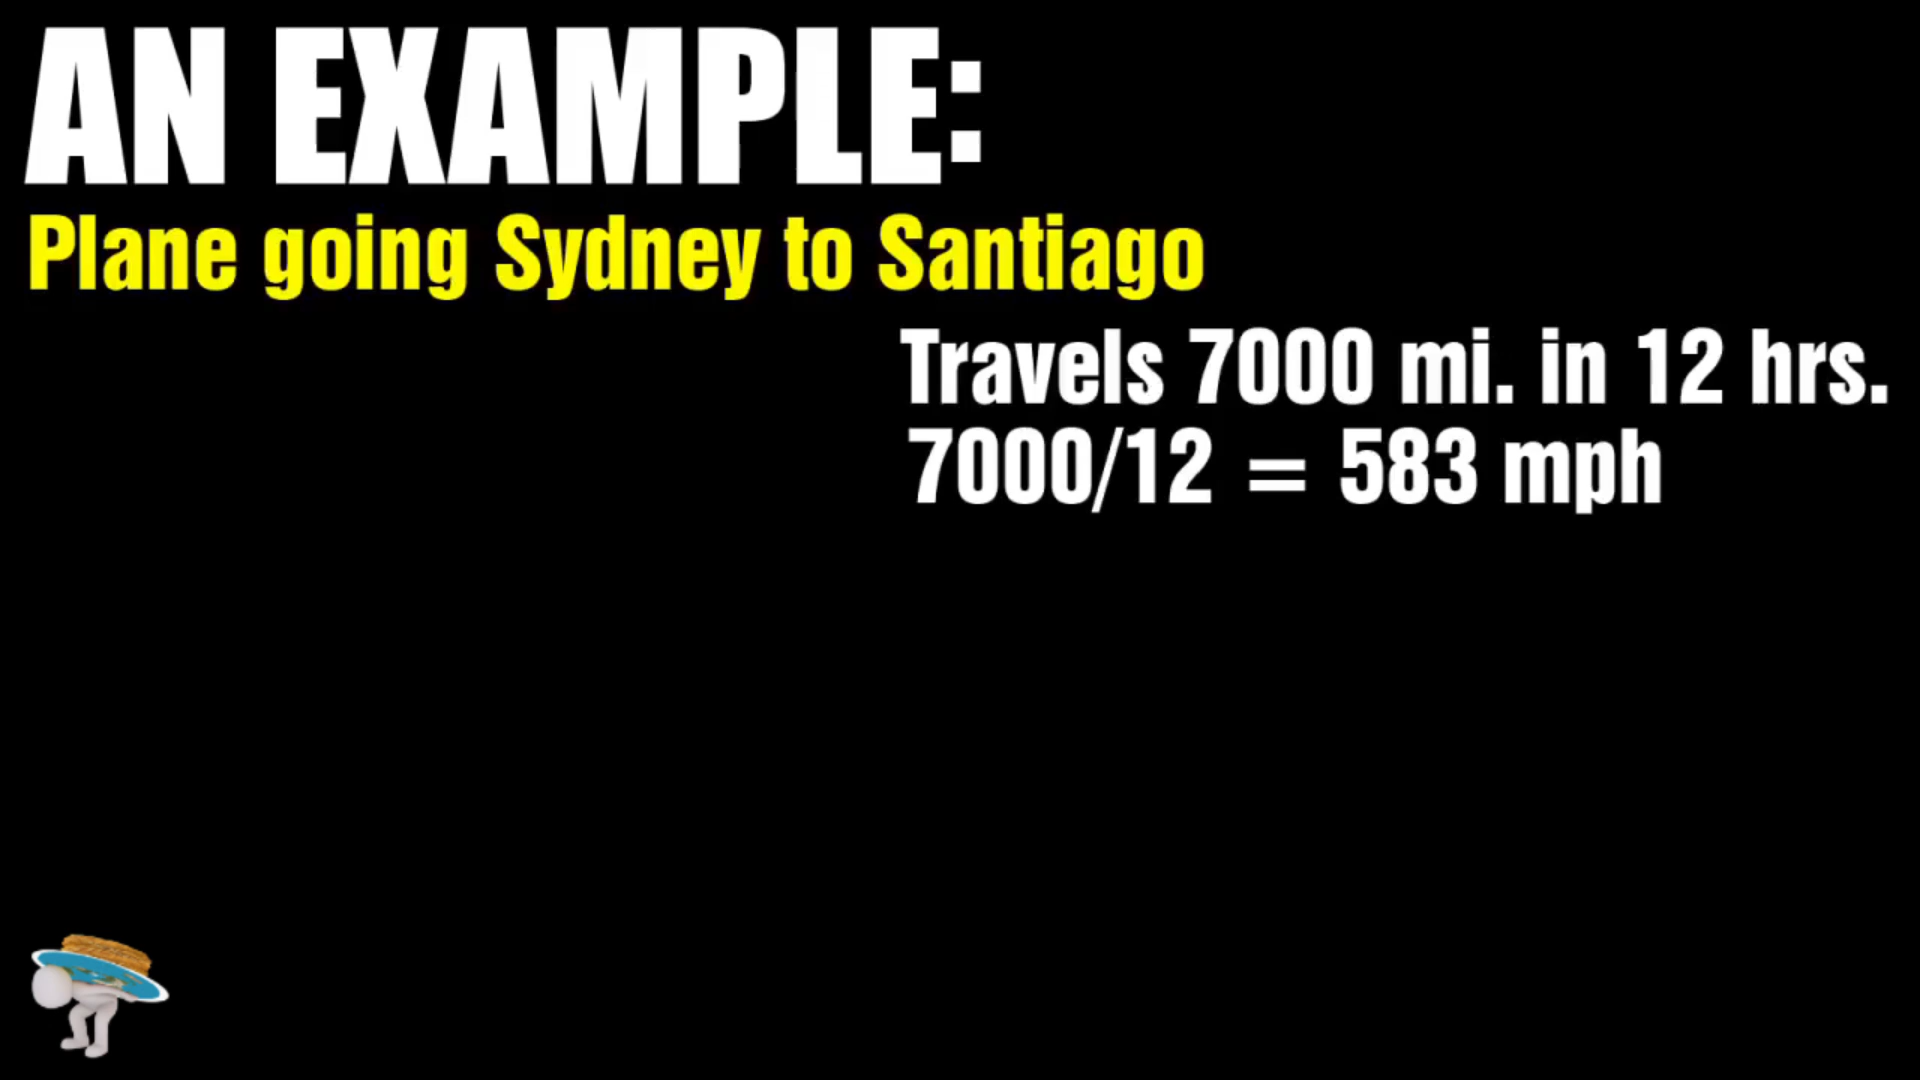 AN EXAMPLE:
Plane going Sydney to Santiago
Travels 7000 mi. in 12 hrs.
7000/12 = 583 mph